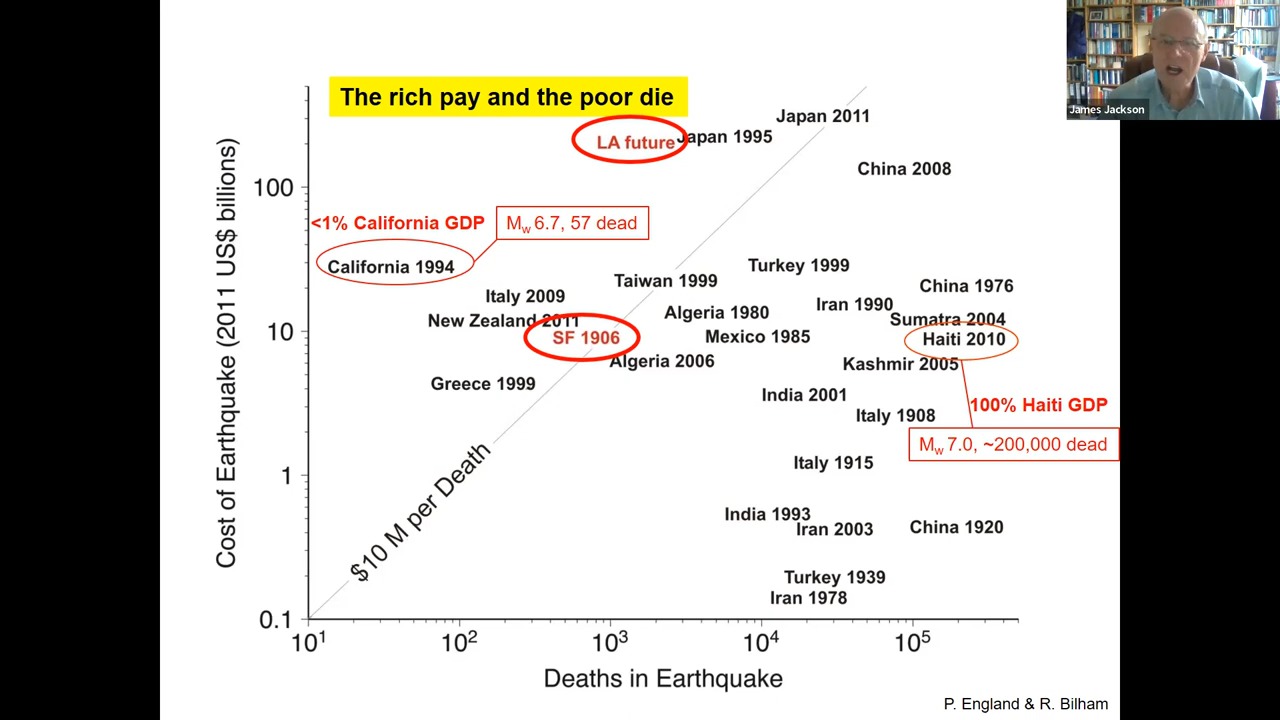 The rich pay and the poor die
James Jackson
Japan 2011
LA future
Japan 1995
China 2008
100
<1% California GDP
Mw 6.7, 57 dead
California 1994
Turkey 1999
Taiwan 1999
China 1976
Italy 2009
Iran 1990
Algeria 1980
New Zealand 2011
Sumatra 2004
10
SF 1906
Mexico 1985
Haiti 2010
Algeria 2006
Kashmir 2005
Greece 1999
India 2001
100% Haiti GDP
Italy 1908
Mw 7.0, ~200,000 dead
Italy 1915
1
$10 M per Death
India 1993
Iran 2003
China 1920
Turkey 1939
Iran 1978
0.1
Cost of Earthquake (2011 US$ billions)
10¹ 10² 10³ 10⁴ 10⁵
Deaths in Earthquake
P. England & R. Bilham